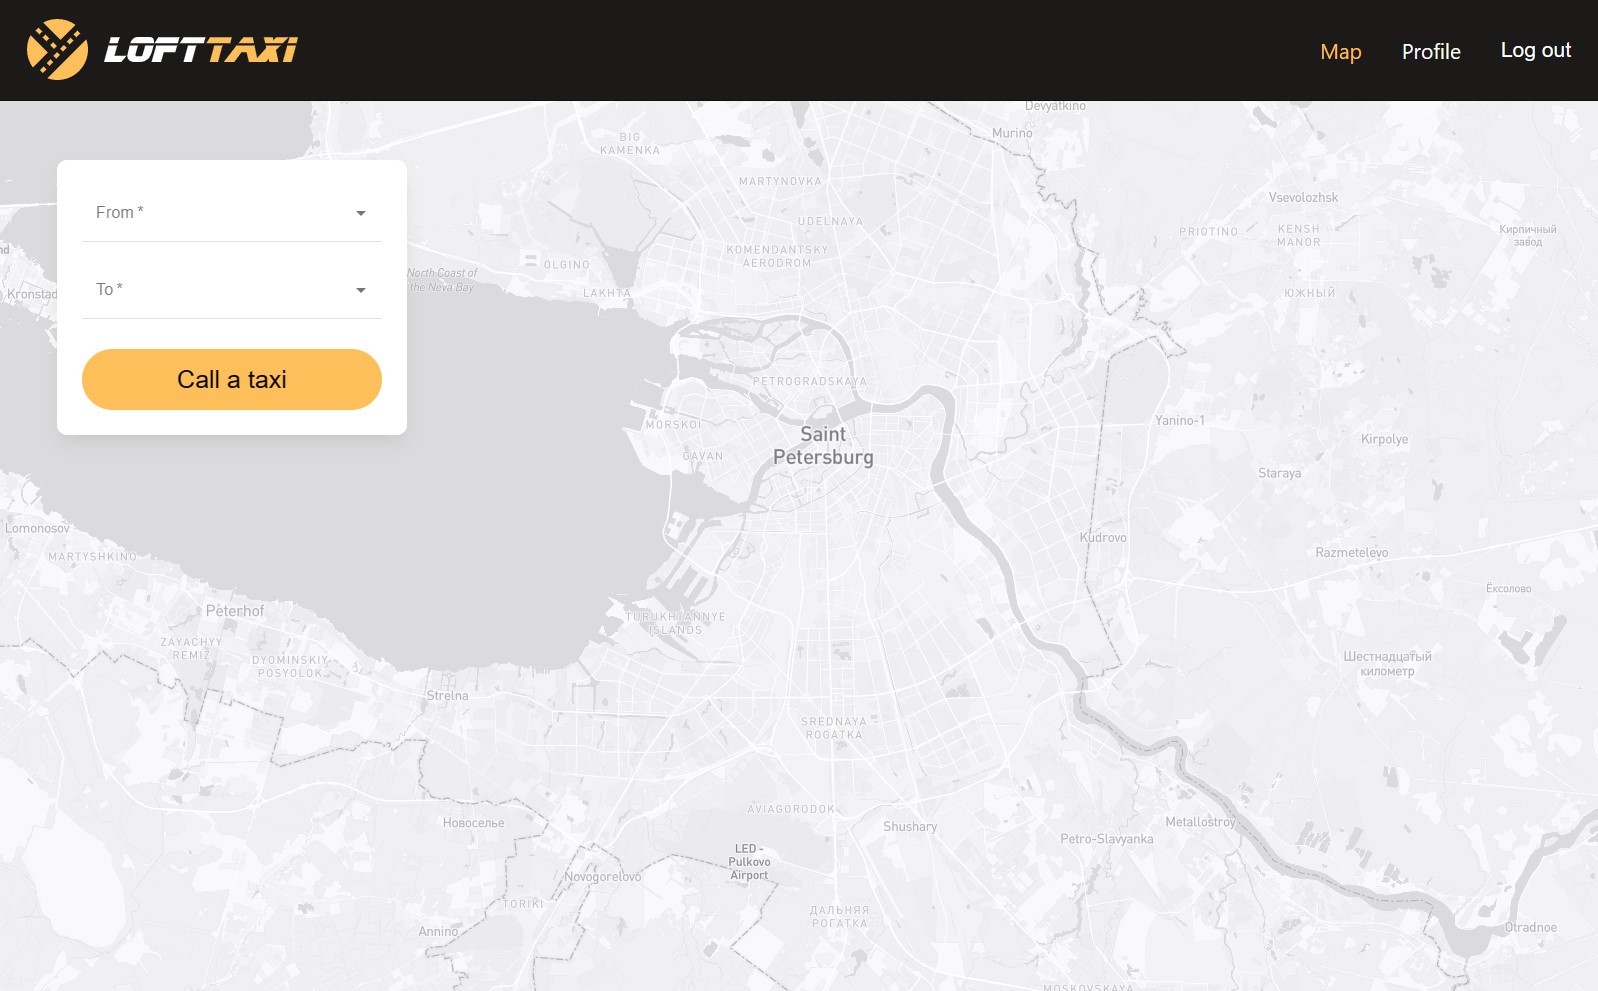 LOFTTAXI
Map
Profile
Log out
From *
To *
Call a taxi
Devyatkino
Murino
BIG
KAMENKA
MARTYNOVKA
Vsevolozhsk
UDELNAYA
PRIOTINO
KENSH
MANOR
Кирпичный
завод
KOMENDANTSKY
AERODROM
OLGINO
North Coast of
the Neva Bay
LAKHTA
Kronstad
ЮЖНЫЙ
PETROGRADSKAYA
MORSKOI
Saint
Petersburg
GAVAN
Yanino-1
Kirpolye
Staraya
Lomonosov
MARTYSHKINO
Kudrovo
Razmetelevo
Ёксолово
Peterhof
TURUKHTANNYE
ISLANDS
ZAYACHYY
REMIZ
DYOMINSKIY
POSYOLOK
Шестнадцатый
километр
Strelna
SREDNAYA
ROGATKA
AVIAGORODOK
Новоселье
Shushary
Metallostroy
Petro-Slavyanka
LED -
Pulkovo
Airport
Novogorelovo
TORIKI
ДАЛЬНЯЯ
РОГАТКА
Annino
Otradnoe
MOSKOVSKAYA